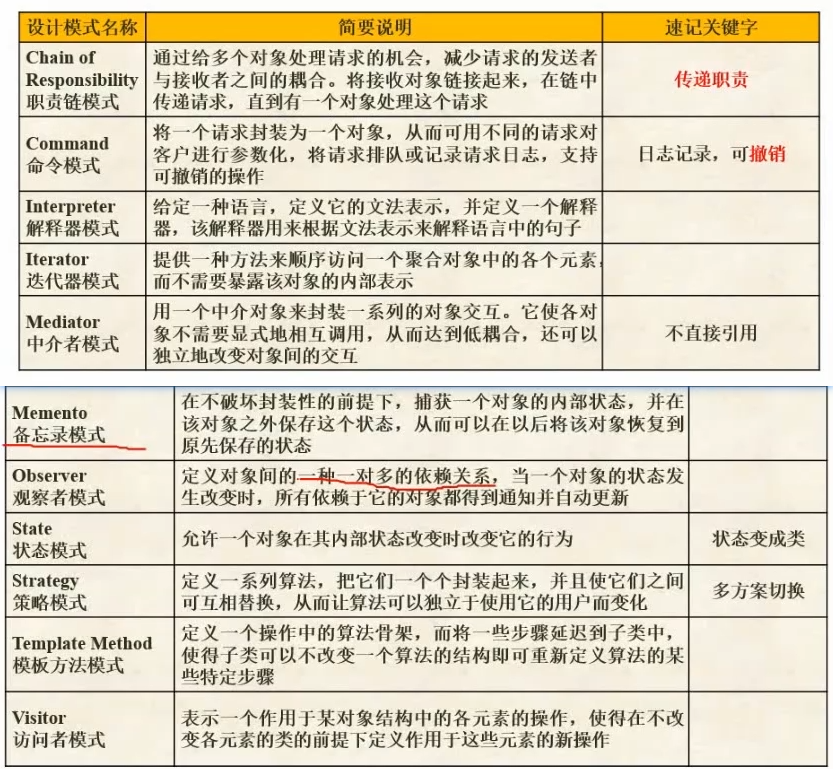 设计模式名称 简要说明 速记关键字
Chain of
Responsibility
职责链模式
通过给多个对象处理请求的机会，减少请求的发送者
与接收者之间的耦合。将接收对象链接起来，在链中
传递请求，直到有一个对象处理这个请求
传递职责
Command
命令模式
将一个请求封装为一个对象，从而可用不同的请求对
客户进行参数化，将请求排队或记录请求日志，支持
可撤销的操作
日志记录，可撤销
Interpreter
解释器模式
给定一种语言，定义它的文法表示，并定义一个解释
器，该解释器用来根据文法表示来解释语言中的句子
Iterator
迭代器模式
提供一种方法来顺序访问一个聚合对象中的各个元素，
而不需要暴露该对象的内部表示
Mediator
中介者模式
用一个中介对象来封装一系列的对象交互。它使各对
象不需要显式地相互调用，从而达到低耦合，还可以
独立地改变对象间的交互
不直接引用
Memento
备忘录模式
在不破坏封装性的前提下，捕获一个对象的内部状态，并在
该对象之外保存这个状态，从而可以在以后将该对象恢复到
原先保存的状态
Observer
观察者模式
定义对象间的一种一对多的依赖关系，当一个对象的状态发
生改变时，所有依赖于它的对象都得到通知并自动更新
State
状态模式
允许一个对象在其内部状态改变时改变它的行为
状态变成类
Strategy
策略模式
定义一系列算法，把它们一个个封装起来，并且使它们之间
可互相替换，从而让算法可以独立于使用它的用户而变化
多方案切换
Template Method
模板方法模式
定义一个操作中的算法骨架，而将一些步骤延迟到子类中，
使得子类可以不改变一个算法的结构即可重新定义算法的某
些特定步骤
Visitor
访问者模式
表示一个作用于某对象结构中的各元素的操作，使得在不改
变各元素的类的前提下定义作用于这些元素的新操作